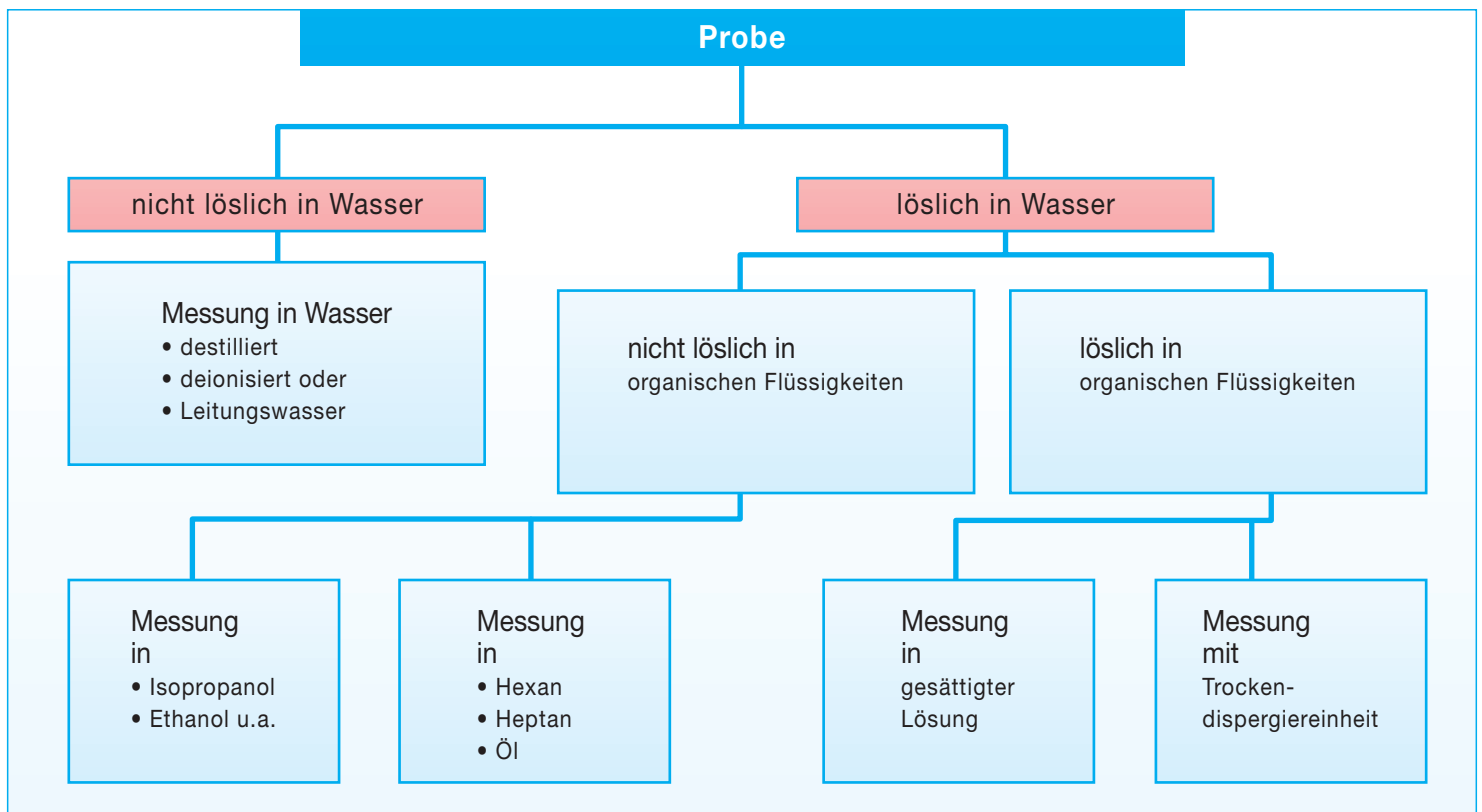 Probe
nicht löslich in Wasser
löslich in Wasser
Messung in Wasser
• destilliert
• deionisiert oder
• Leitungswasser
nicht löslich in
organischen Flüssigkeiten
löslich in
organischen Flüssigkeiten
Messung
in
• Isopropanol
• Ethanol u.a.
Messung
in
• Hexan
• Heptan
• Öl
Messung
in
gesättigter
Lösung
Messung
mit
Trocken-
dispergiereinheit